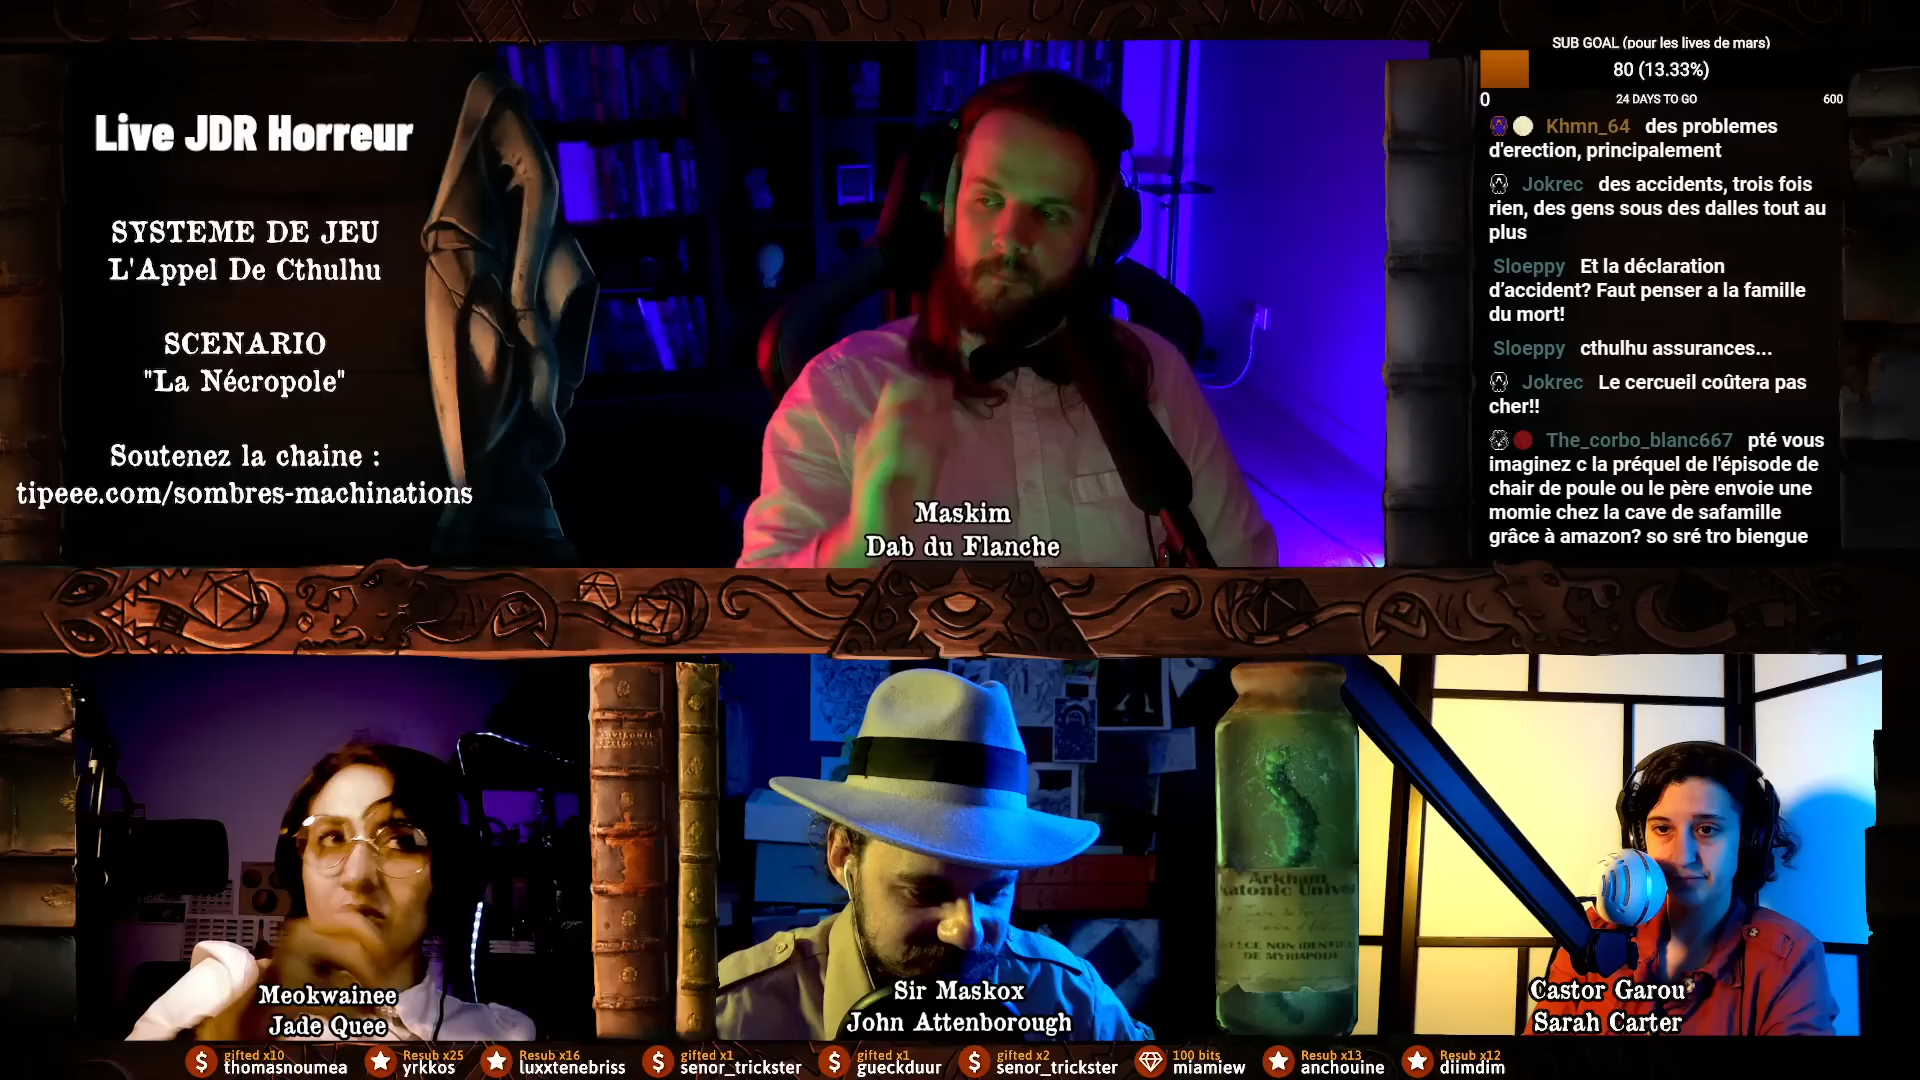 Live JDR Horreur
SYSTEME DE JEU
L'Appel De Cthulhu
SCENARIO
"La Nécropole"
Soutenez la chaine :
tipeee.com/sombres-machinations
Maskim
Dab du Flanche
SUB GOAL (pour les lives de mars)
80 (13.33%)
0
24 DAYS TO GO
600
Khmn_64 des problemes
d'erection, principalement
Jokrec des accidents, trois fois
rien, des gens sous des dalles tout au
plus
Sloeppy Et la déclaration
d'accident? Faut penser a la famille
du mort!
Sloeppy cthulhu assurances...
Jokrec Le cercueil coûtera pas
cher!!
The_corbo_blanc667 pté vous
imaginez c la préquel de l'épisode de
chair de poule ou le père envoie une
momie chez la cave de safamille
grâce à amazon? so sré tro biengue
Meokwainee
Jade Quee
Sir Maskox
John Attenborough
Arkham
katonic Univer
CE NON IDENTI
DE MYRIAPODE
Castor Garou
Sarah Carter
gifted x10
thomasnoumea
Resub x25
yrkkos
Resub x16
luxxtenebriss
gifted x1
senor_trickster
gifted x1
gueckduur
gifted x2
senor_trickster
100 bits
miamiew
Resub x13
anchouine
Resub x12
diimdim